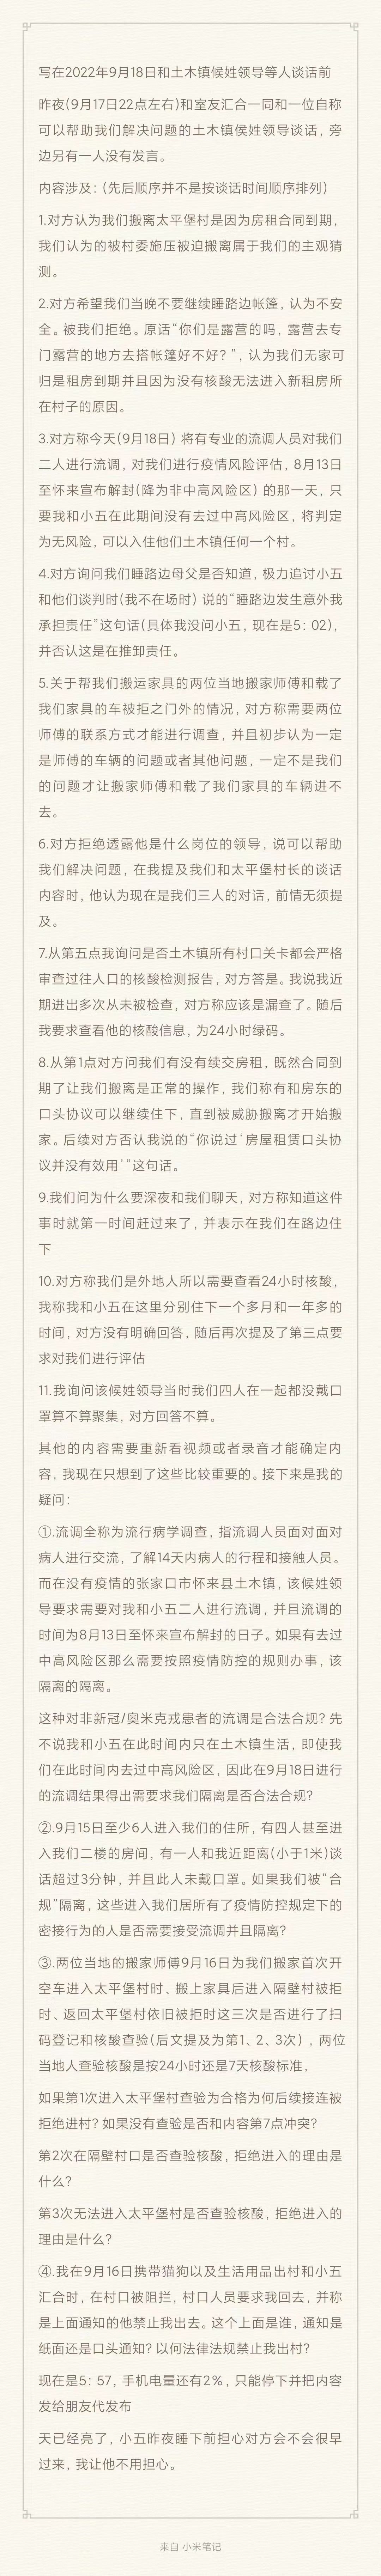 写在2022年9月18日和土木镇候姓领导等人谈话前
昨夜(9月17日22点左右)和室友汇合一同和一位自称
可以帮助我们解决问题的土木镇侯姓领导谈话，旁
边另有一人没有发言。
内容涉及：(先后顺序并不是按谈话时间顺序排列)
1.对方认为我们搬离太平堡村是因为房租合同到期，
我们认为的被村委施压被迫搬离属于我们的主观猜
测。
2.对方希望我们当晚不要继续睡路边帐篷，认为不安
全。被我们拒绝。原话“你们是露营的吗，露营去专
门露营的地方去搭帐篷好不好？”，认为我们无家可
归是租房到期并且因为没有核酸无法进入新租房所
在村子的原因。
3.对方称今天(9月18日) 将有专业的流调人员对我们
二人进行流调，对我们进行疫情风险评估，8月13日
至怀来宣布解封(降为非中高风险区) 的那一天，只
要我和小五在此期间没有去过中高风险区，将判定
为无风险，可以入住他们土木镇任何一个村。
4.对方询问我们睡路边母父是否知道，极力追讨小五
和他们谈判时(我不在场时) 说的“睡路边发生意外我
承担责任”这句话(具体我没问小五，现在是5：02)，
并否认这是在推卸责任。
5.关于帮我们搬运家具的两位当地搬家师傅和载了
我们家具的车被拒之门外的情况，对方称需要两位
师傅的联系方式才能进行调查，并且初步认为一定
是师傅的车辆的问题或者其他问题，一定不是我们
的问题才让搬家师傅和载了我们家具的车辆进不
去。
6.对方拒绝透露他是什么岗位的领导，说可以帮助
我们解决问题，在我提及我们和太平堡村长的谈话
内容时，他认为现在是我们三人的对话，前情无须提
及。
7.从第五点我询问是否土木镇所有村口关卡都会严格
审查过往人口的核酸检测报告，对方答是。我说我近
期进出多次从未被检查，对方称应该是漏查了。随后
我要求查看他的核酸信息，为24小时绿码。
8.从第1点对方问我们有没有续交房租，既然合同到
期了让我们搬离是正常的操作，我们称有和房东的
口头协议可以继续住下，直到被威胁搬离才开始搬
家。后续对方否认我说的“你说过‘房屋租赁口头协
议并没有效用’”这句话。
9.我们问为什么要深夜和我们聊天，对方称知道这件
事时就第一时间赶过来了，并表示在我们在路边住
下
10.对方称我们是外地人所以需要查看24小时核酸，
我称我和小五在这里分别住下一个多月和一年多的
时间，对方没有明确回答，随后再次提及了第三点要
求对我们进行评估
11.我询问该候姓领导当时我们四人在一起都没戴口
罩算不算聚集，对方回答不算。
其他的内容需要重新看视频或者录音才能确定内
容，我现在只想到了这些比较重要的。接下来是我的
疑问：
①.流调全称为流行病学调查，指流调人员面对面对
病人进行交流，了解14天内病人的行程和接触人员。
而在没有疫情的张家口市怀来县土木镇，该候姓领
导要求需要对我和小五二人进行流调，并且流调的
时间为8月13日至怀来宣布解封的日子。如果有去过
中高风险区那么需要按照疫情防控的规则办事，该
隔离的隔离。
这种对非新冠/奥米克戎患者的流调是合法合规？先
不说我和小五在此时间内只在土木镇生活，即使我
们在此时间内去过中高风险区，因此在9月18日进行
的流调结果得出需要求我们隔离是否合法合规？
②.9月15日至少6人进入我们的住所，有四人甚至进
入我们二楼的房间，有一人和我近距离(小于1米)谈
话超过3分钟，并且此人未戴口罩。如果我们被“合
规”隔离，这些进入我们居所有了疫情防控规定下的
密接行为的人是否需要接受流调并且隔离？
③.两位当地的搬家师傅9月16日为我们搬家首次开
空车进入太平堡村时、搬上家具后进入隔壁村被拒
时、返回太平堡村依旧被拒时这三次是否进行了扫
码登记和核酸查验(后文提及为第1、2、3次) ，两位
当地人查验核酸是按24小时还是7天核酸标准，
如果第1次进入太平堡村查验为合格为何后续接连被
拒绝进村？如果没有查验是否和内容第7点冲突？
第2次在隔壁村口是否查验核酸，拒绝进入的理由是
什么？
第3次无法进入太平堡村是否查验核酸，拒绝进入的
理由是什么？
④.我在9月16日携带猫狗以及生活用品出村和小五
汇合时，在村口被阻拦，村口人员要求我回去，并称
是上面通知的他禁止我出去。这个上面是谁，通知是
纸面还是口头通知？以何法律法规禁止我出村？
现在是5：57，手机电量还有2%，只能停下并把内容
发给朋友代发布
天已经亮了，小五昨夜睡下前担心对方会不会很早
过来，我让他不用担心。
来自 小米笔记